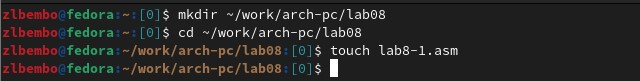 zlbembo@fedora:~:[0]$ mkdir ~/work/arch-pc/lab08
zlbembo@fedora:~:[0]$ cd ~/work/arch-pc/lab08
zlbembo@fedora:~/work/arch-pc/lab08:[0]$ touch lab8-1.asm
zlbembo@fedora:~/work/arch-pc/lab08:[0]$